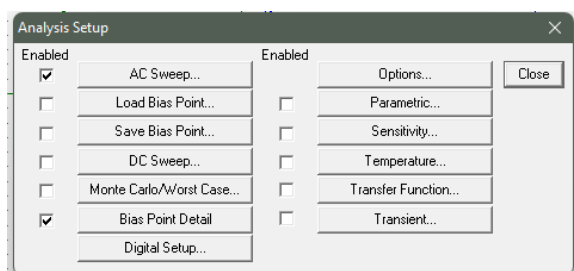 Analysis Setup
Enabled Enabled
AC Sweep... Options... Close
Load Bias Point... Parametric...
Save Bias Point... Sensitivity...
DC Sweep... Temperature...
Monte Carlo/Worst Case... Transfer Function...
Bias Point Detail Transient...
Digital Setup...